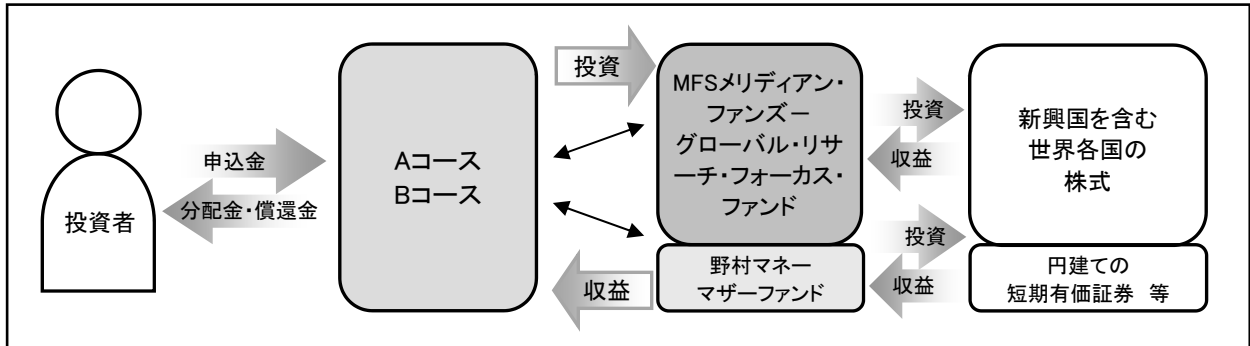 投資者
申込金
分配金・償還金
Aコース
Bコース
投資
収益
MFSメリディアン・
ファンズ－
グローバル・リサ
ーチ・フォーカス・
ファンド
野村マネー
マザーファンド
投資
収益
投資
収益
新興国を含む
世界各国の
株式
円建ての
短期有価証券　等